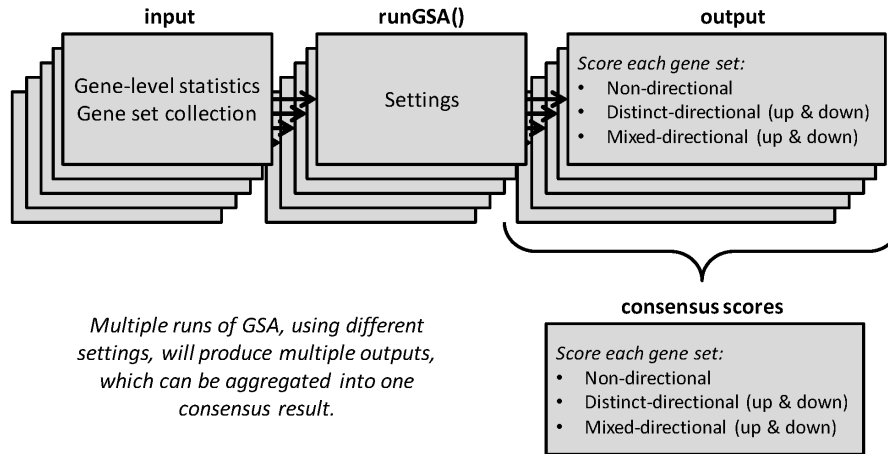 input
runGSA()
output
Gene-level statistics
Gene set collection
Settings
Score each gene set:
• Non-directional
• Distinct-directional (up & down)
• Mixed-directional (up & down)
Multiple runs of GSA, using different
settings, will produce multiple outputs,
which can be aggregated into one
consensus result.
consensus scores
Score each gene set:
• Non-directional
• Distinct-directional (up & down)
• Mixed-directional (up & down)